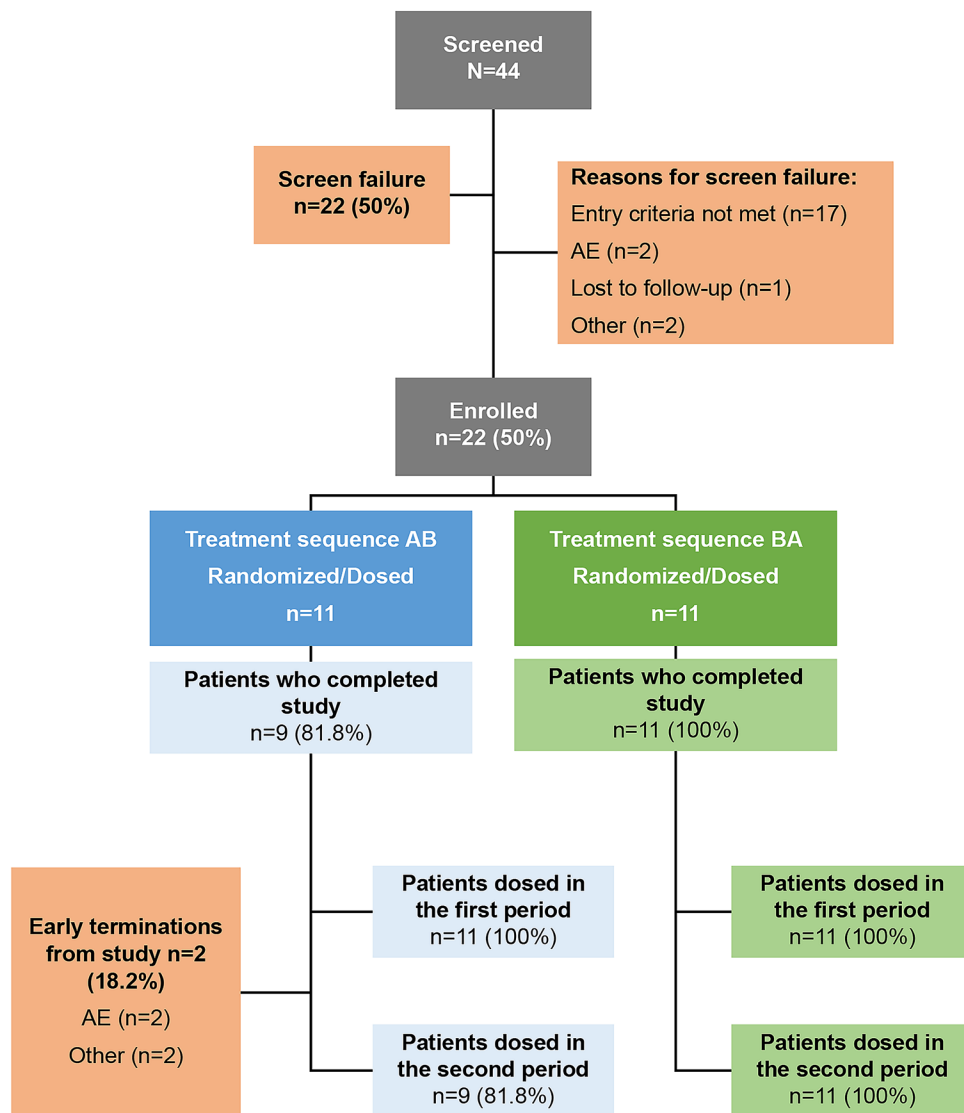 Screened
N=44
Screen failure
n=22 (50%)
Reasons for screen failure:
Entry criteria not met (n=17)
AE (n=2)
Lost to follow-up (n=1)
Other (n=2)
Enrolled
n=22 (50%)
Treatment sequence AB
Randomized/Dosed
n=11
Treatment sequence BA
Randomized/Dosed
n=11
Patients who completed
study
n=9 (81.8%)
Patients who completed
study
n=11 (100%)
Early terminations
from study n=2
(18.2%)
AE (n=2)
Other (n=2)
Patients dosed in
the first period
n=11 (100%)
Patients dosed in
the first period
n=11 (100%)
Patients dosed in
the second period
n=9 (81.8%)
Patients dosed in
the second period
n=11 (100%)